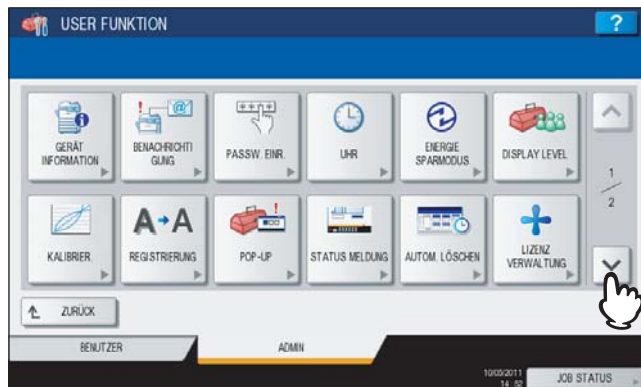 USER FUNKTION
?
GERÄT
INFORMATION
BENACHRICHTI
GUNG
PASSW. EINR.
UHR
ENERGIE
SPARMODUS
DISPLAY LEVEL
1
2
KALIBRIER.
A→A
REGISTRIERUNG
POP-UP
STATUS MELDUNG
AUTOM. LÖSCHEN
LIZENZ
VERWALTUNG
ZURÜCK
BENUTZER
ADMIN
10/05/2011
14:52
JOB STATUS